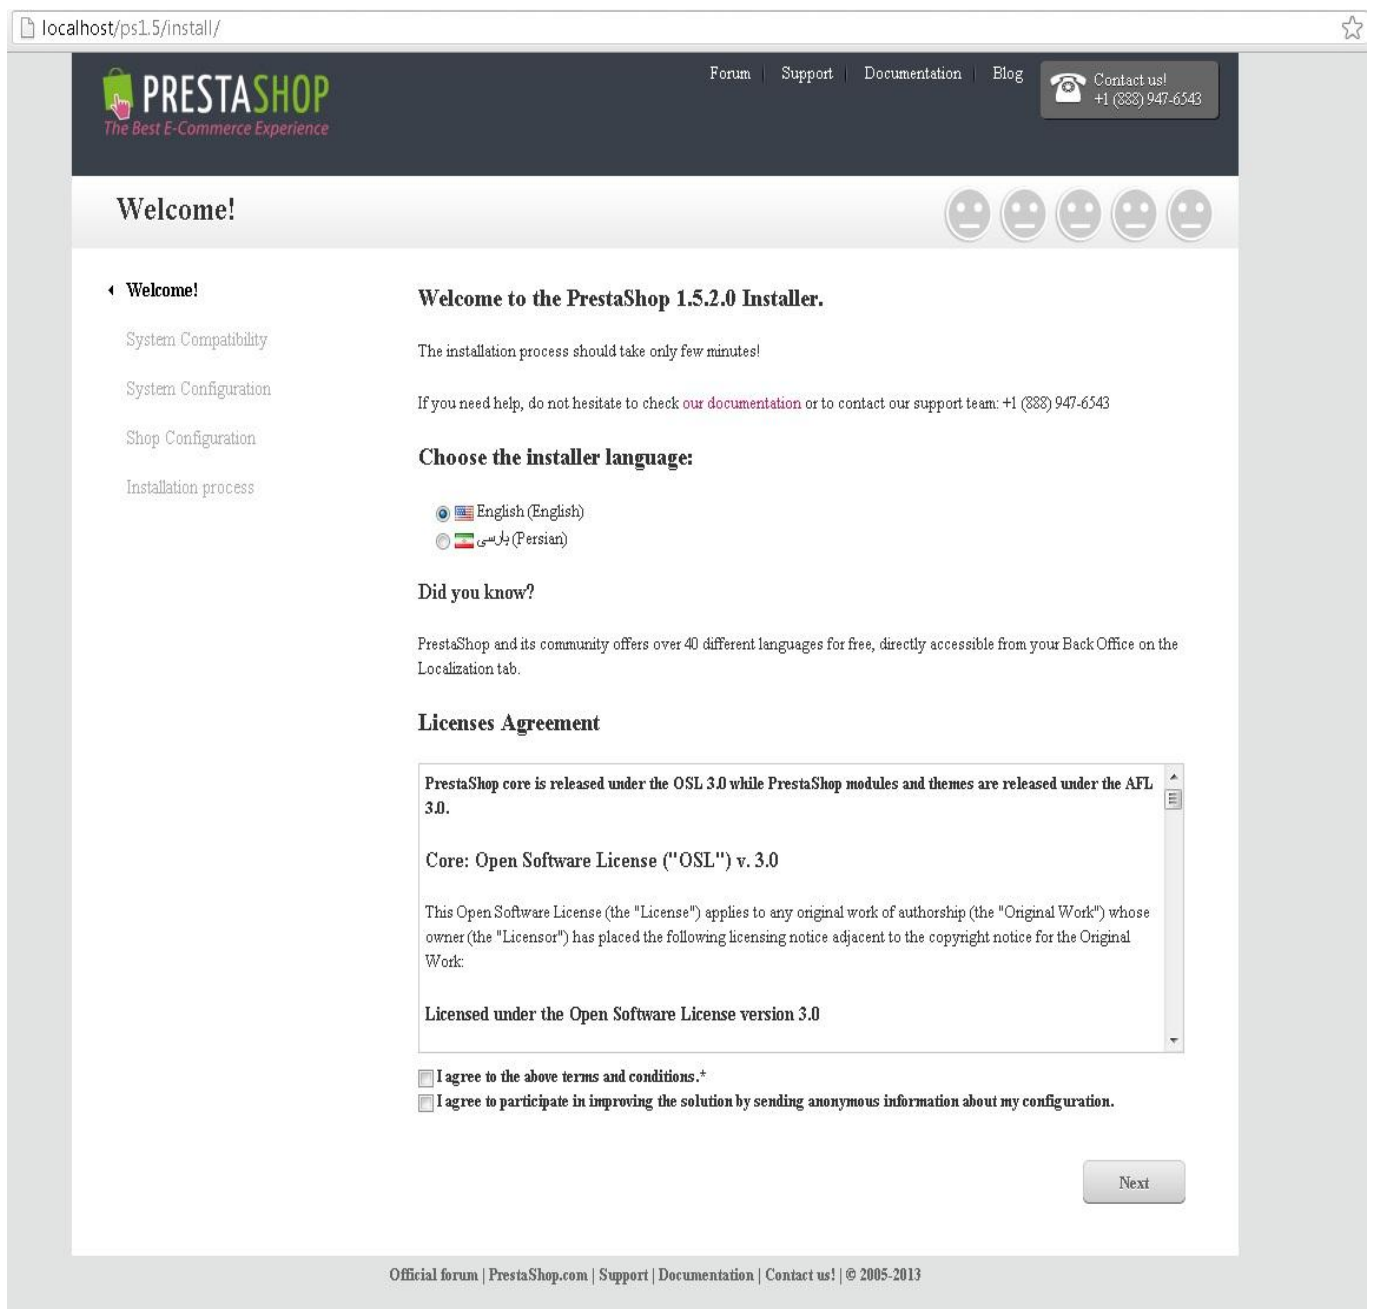 localhost/ps1.5/install/
PRESTASHOP
The Best E-Commerce Experience
Forum | Support | Documentation | Blog
Contact us!
+1 (888) 947-6543
Welcome!
Welcome!
System Compatibility
System Configuration
Shop Configuration
Installation process
Welcome to the PrestaShop 1.5.2.0 Installer.
The installation process should take only few minutes!
If you need help, do not hesitate to check our documentation or to contact our support team: +1 (888) 947-6543
Choose the installer language:
English (English)
پارسی (Persian)
Did you know?
PrestaShop and its community offers over 40 different languages for free, directly accessible from your Back Office on the
Localization tab.
Licenses Agreement
PrestaShop core is released under the OSL 3.0 while PrestaShop modules and themes are released under the AFL
3.0.
Core: Open Software License ("OSL") v. 3.0
This Open Software License (the "License") applies to any original work of authorship (the "Original Work") whose
owner (the "Licensor") has placed the following licensing notice adjacent to the copyright notice for the Original
Work:
Licensed under the Open Software License version 3.0
I agree to the above terms and conditions.*
I agree to participate in improving the solution by sending anonymous information about my configuration.
Next
Official forum | PrestaShop.com | Support | Documentation | Contact us! | © 2005-2013